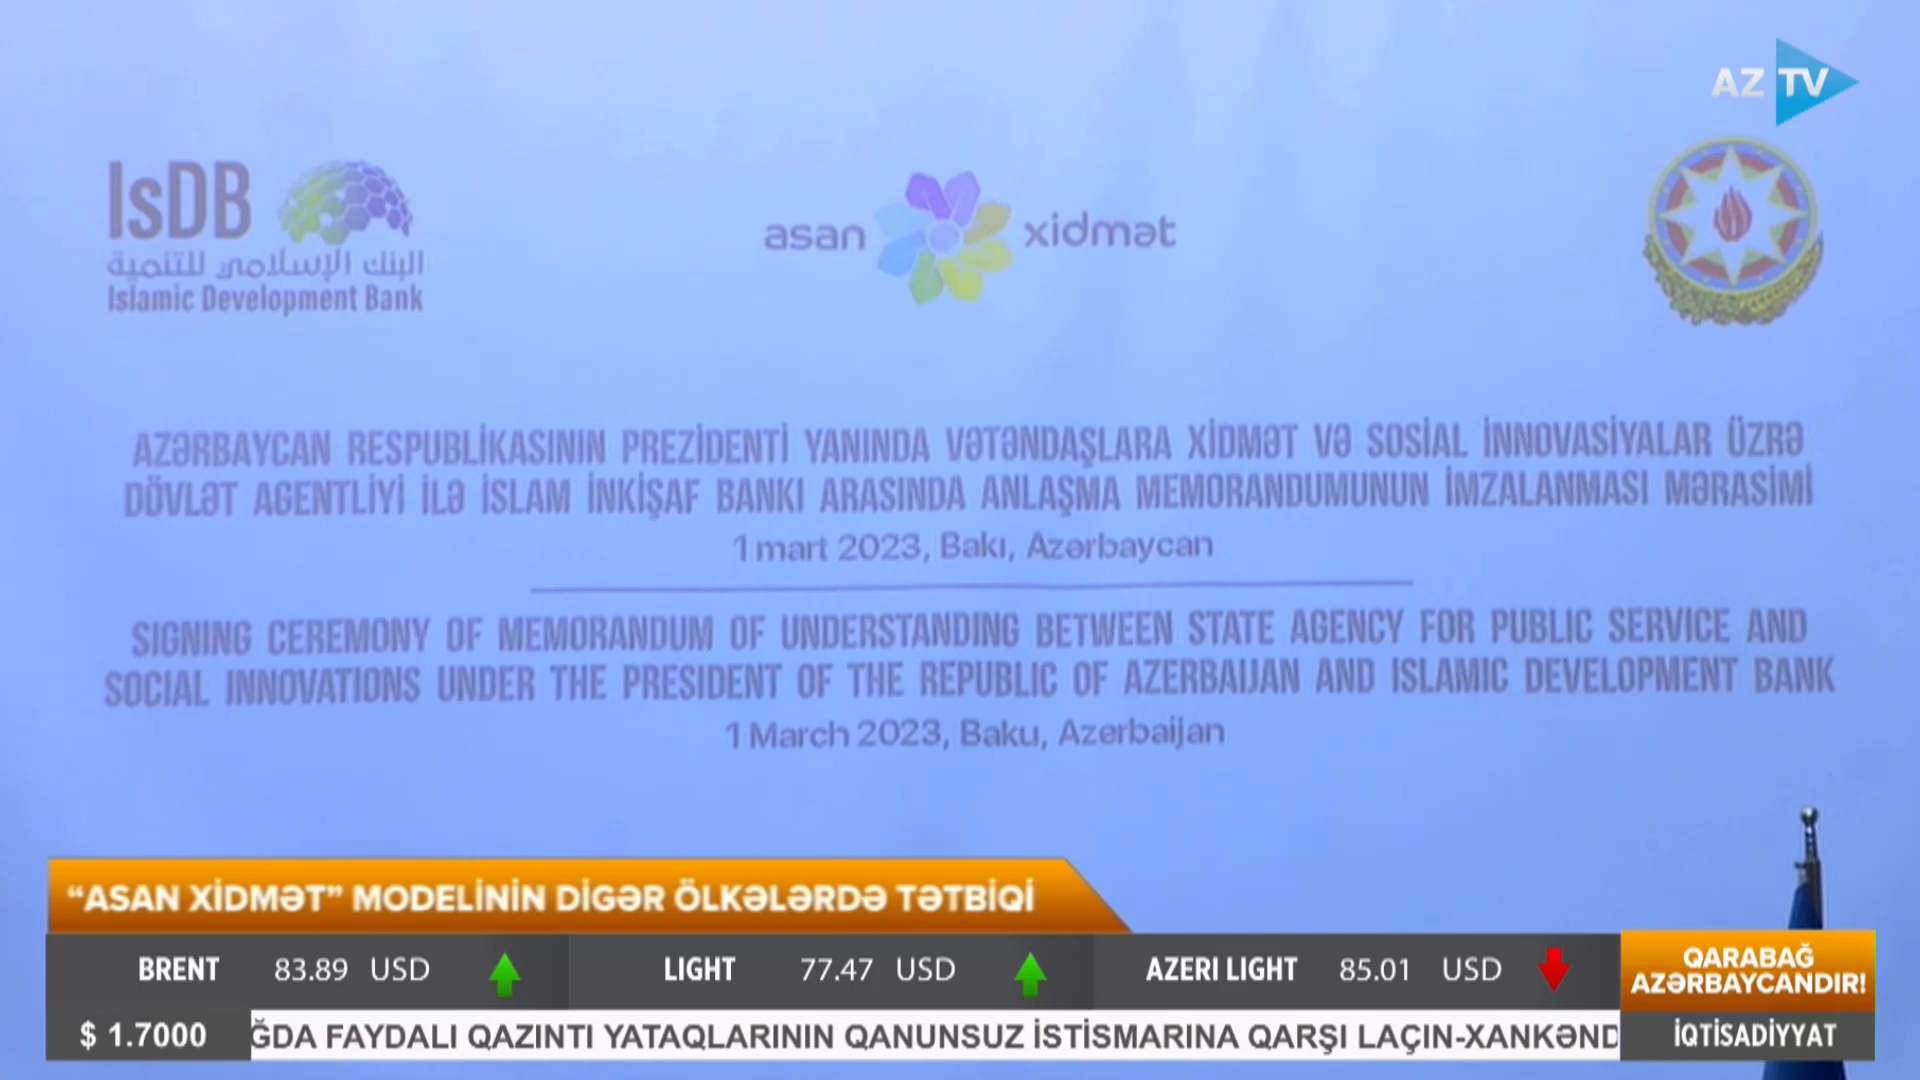 AZ TV
IsDB
البنك الإسلامي للتنمية
Islamic Development Bank
asan xidmət
AZƏRBAYCAN RESPUBLİKASININ PREZİDENTİ YANINDA VƏTƏNDAŞLARA XİDMƏT VƏ SOSİAL İNNOVASİYALAR ÜZRƏ
DÖVLƏT AGENTLİYİ İLƏ İSLAM İNKİŞAF BANKI ARASINDA ANLAŞMA MEMORANDUMUNUN İMZALANMASI MƏRASİMİ
1 mart 2023, Bakı, Azərbaycan
SIGNING CEREMONY OF MEMORANDUM OF UNDERSTANDING BETWEEN STATE AGENCY FOR PUBLIC SERVICE AND
SOCIAL INNOVATIONS UNDER THE PRESIDENT OF THE REPUBLIC OF AZERBAIJAN AND ISLAMIC DEVELOPMENT BANK
1 March 2023, Baku, Azerbaijan
“ASAN XİDMƏT” MODELİNİN DİGƏR ÖLKƏLƏRDƏ TƏTBİQİ
BRENT 83.89 USD LIGHT 77.47 USD AZERI LIGHT 85.01 USD
QARABAĞ
AZƏRBAYCANDIR!
$ 1.7000 ĞDA FAYDALI QAZINTI YATAQLARININ QANUNSUZ İSTİSMARINA QARŞI LAÇIN-XANKƏND
İQTİSADİYYAT